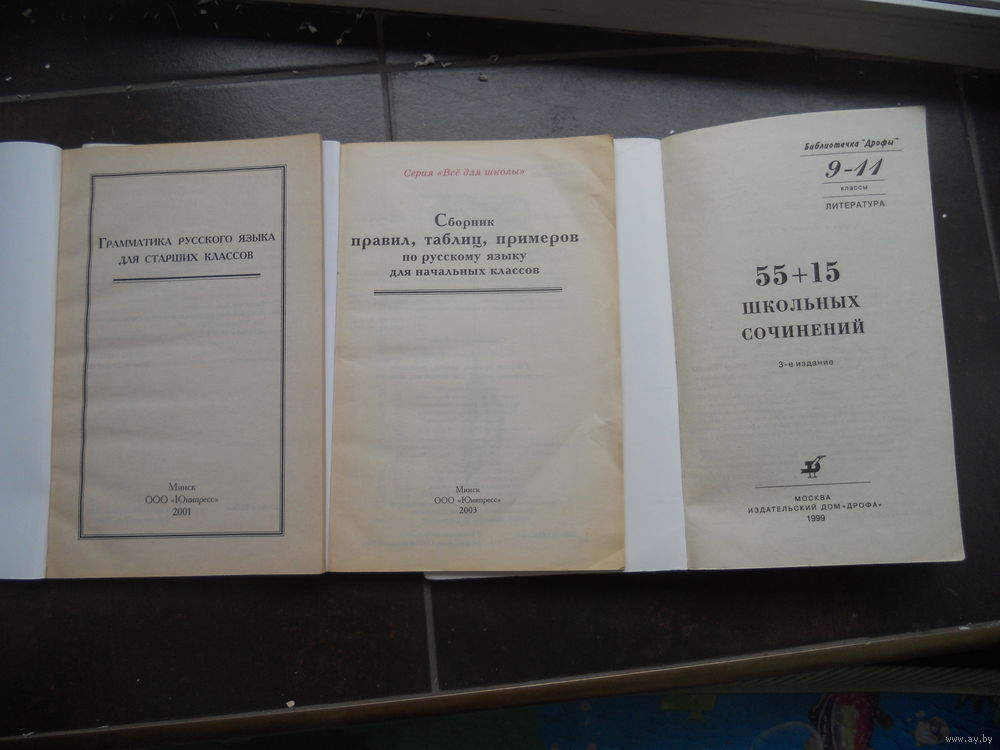 Грамматика русского языка
для старших классов
Минск
ООО «Юнипресс»
2001
Серия «Всё для школы»
Сборник
правил, таблиц, примеров
по русскому языку
для начальных классов
Минск
ООО «Юнипресс»
2003
Библиотечка "Дрофы"
9-11
классы
ЛИТЕРАТУРА
55+15
ШКОЛЬНЫХ
СОЧИНЕНИЙ
3-е издание
МОСКВА
ИЗДАТЕЛЬСКИЙ ДОМ «ДРОФА»
1999
www.ay.by